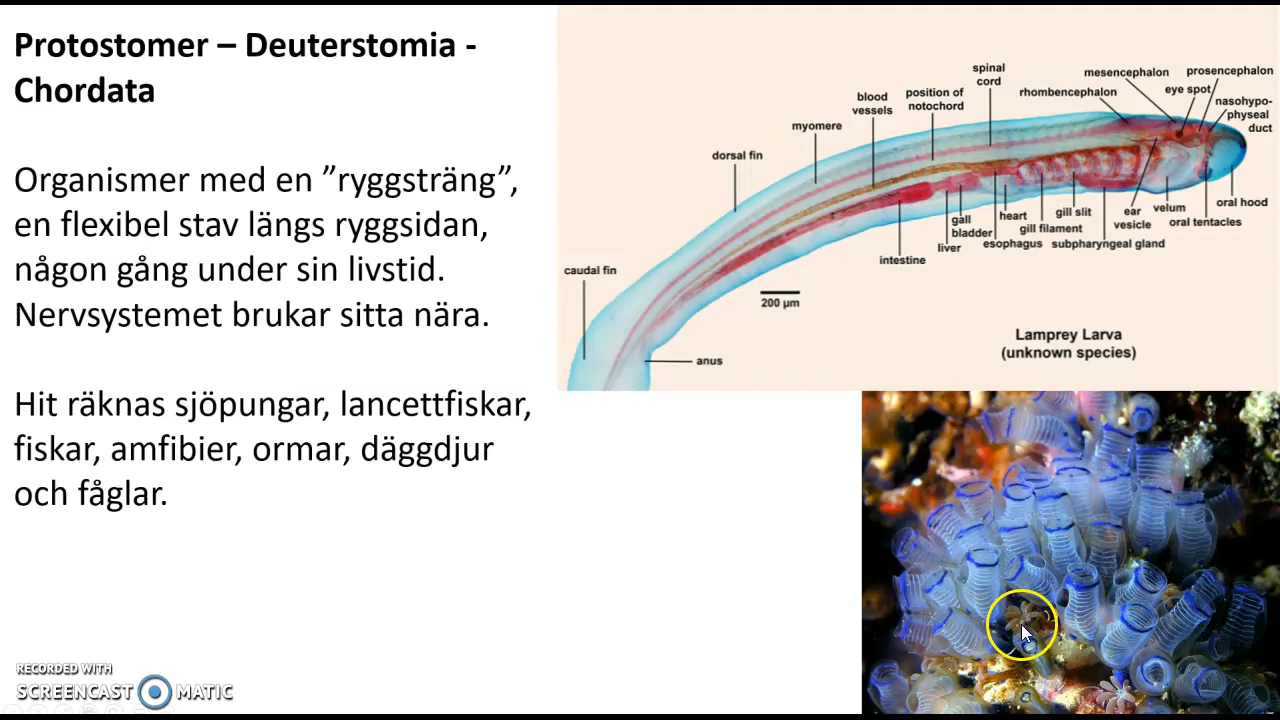 Protostomer – Deuterstomia -
Chordata
Organismer med en ”ryggsträng”,
en flexibel stav längs ryggsidan,
någon gång under sin livstid.
Nervsystemet brukar sitta nära.
Hit räknas sjöpungar, lancettfiskar,
fiskar, amfibier, ormar, däggdjur
och fåglar.
spinal
cord
mesencephalon
prosencephalon
rhombencephalon
eye spot
nasohypo-
physeal
duct
position of
notochord
blood
vessels
myomere
dorsal fin
caudal fin
anus
intestine
liver
gall
bladder
esophagus
heart
gill filament
gill slit
subpharyngeal gland
ear
vesicle
velum
oral tentacles
oral hood
200 µm
Lamprey Larva
(unknown species)
RECORDED WITH
SCREENCAST MATIC